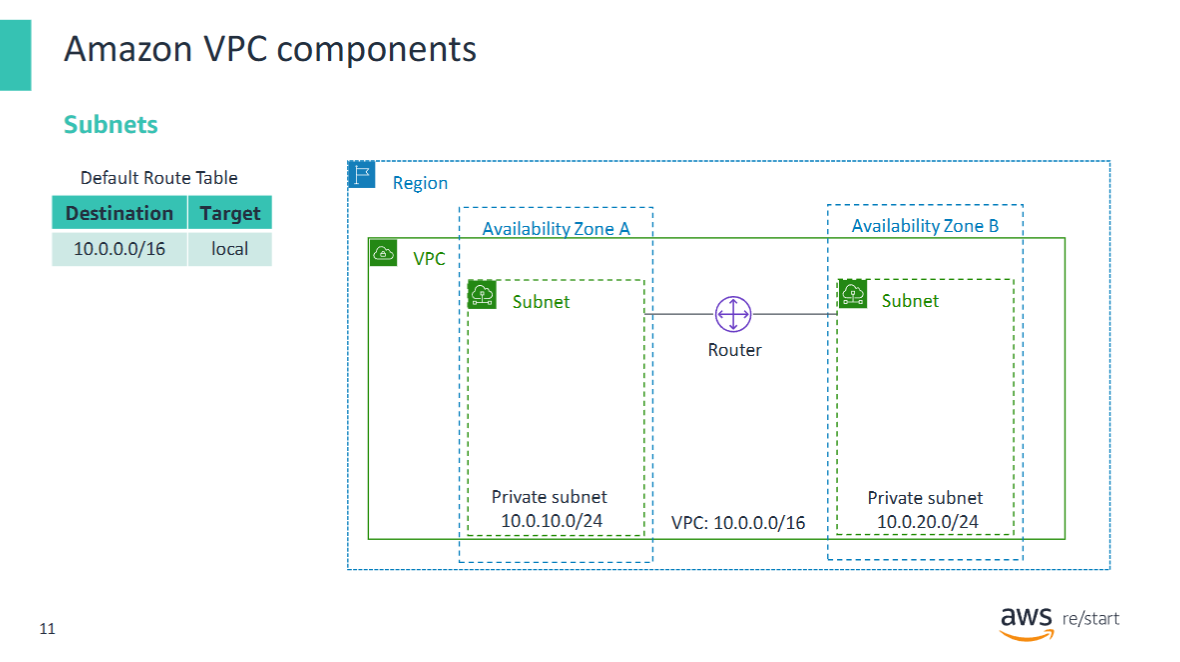 Amazon VPC components
Subnets
Default Route Table
Destination Target
10.0.0.0/16 local
Region
Availability Zone A
Availability Zone B
VPC
Subnet
Subnet
Router
Private subnet
10.0.10.0/24
VPC: 10.0.0.0/16
Private subnet
10.0.20.0/24
11
aws re/start